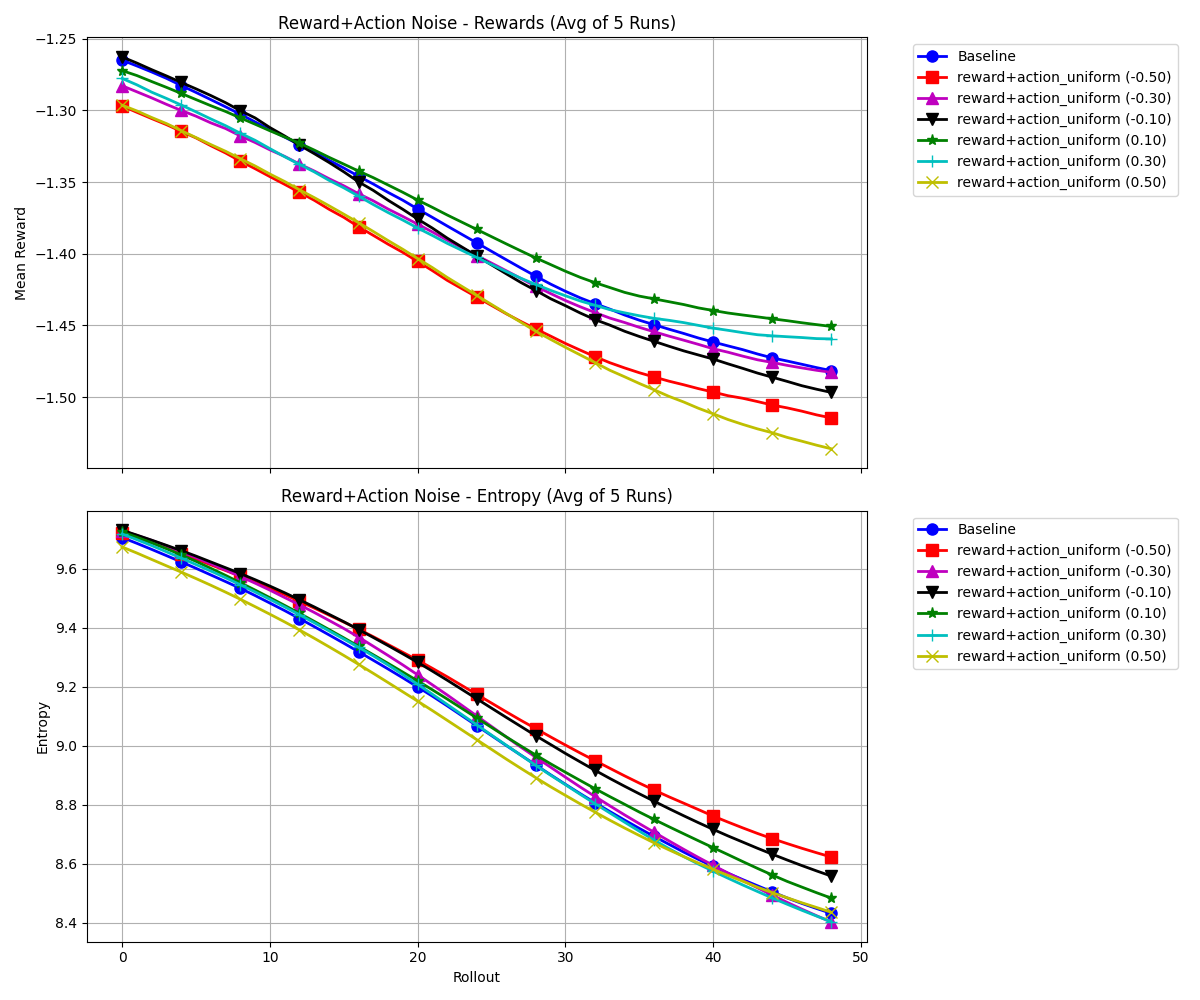 Reward+Action Noise - Rewards (Avg of 5 Runs)
−1.25
−1.30
−1.35
−1.40
−1.45
−1.50
Mean Reward
Baseline
reward+action_uniform (-0.50)
reward+action_uniform (-0.30)
reward+action_uniform (-0.10)
reward+action_uniform (0.10)
reward+action_uniform (0.30)
reward+action_uniform (0.50)
Reward+Action Noise - Entropy (Avg of 5 Runs)
9.6
9.4
9.2
9.0
8.8
8.6
8.4
Entropy
0 10 20 30 40 50
Rollout
Baseline
reward+action_uniform (-0.50)
reward+action_uniform (-0.30)
reward+action_uniform (-0.10)
reward+action_uniform (0.10)
reward+action_uniform (0.30)
reward+action_uniform (0.50)